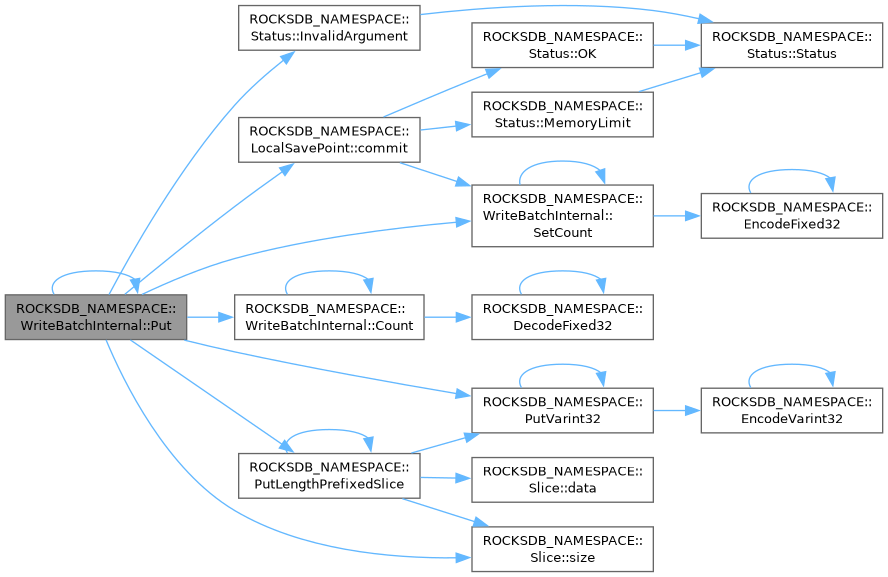 ROCKSDB_NAMESPACE::
WriteBatchInternal::Put
ROCKSDB_NAMESPACE::
Status::InvalidArgument
ROCKSDB_NAMESPACE::
LocalSavePoint::commit
ROCKSDB_NAMESPACE::
WriteBatchInternal::Count
ROCKSDB_NAMESPACE::
PutLengthPrefixedSlice
ROCKSDB_NAMESPACE::
Status::OK
ROCKSDB_NAMESPACE::
Status::MemoryLimit
ROCKSDB_NAMESPACE::
WriteBatchInternal::
SetCount
ROCKSDB_NAMESPACE::
DecodeFixed32
ROCKSDB_NAMESPACE::
PutVarint32
ROCKSDB_NAMESPACE::
Slice::data
ROCKSDB_NAMESPACE::
Slice::size
ROCKSDB_NAMESPACE::
Status::Status
ROCKSDB_NAMESPACE::
EncodeFixed32
ROCKSDB_NAMESPACE::
EncodeVarint32